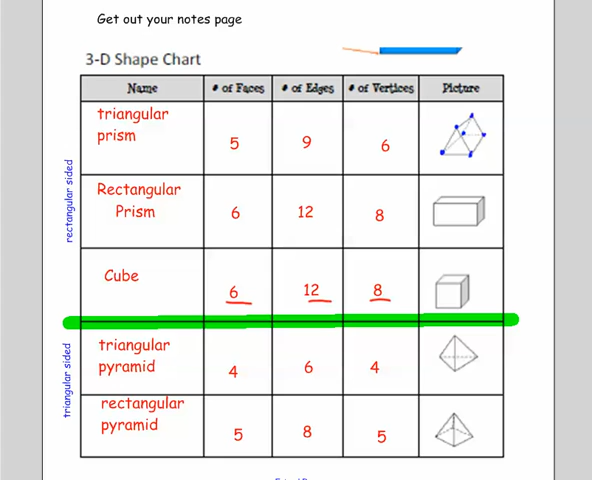 Get out your notes page
3-D Shape Chart
Name # of Faces # of Edges # of Vertices Picture
triangular
prism
5 9 6
Rectangular
Prism
6 12 8
Cube
6 12 8
triangular
pyramid
4 6 4
rectangular
pyramid
5 8 5
rectangular sided
triangular sided